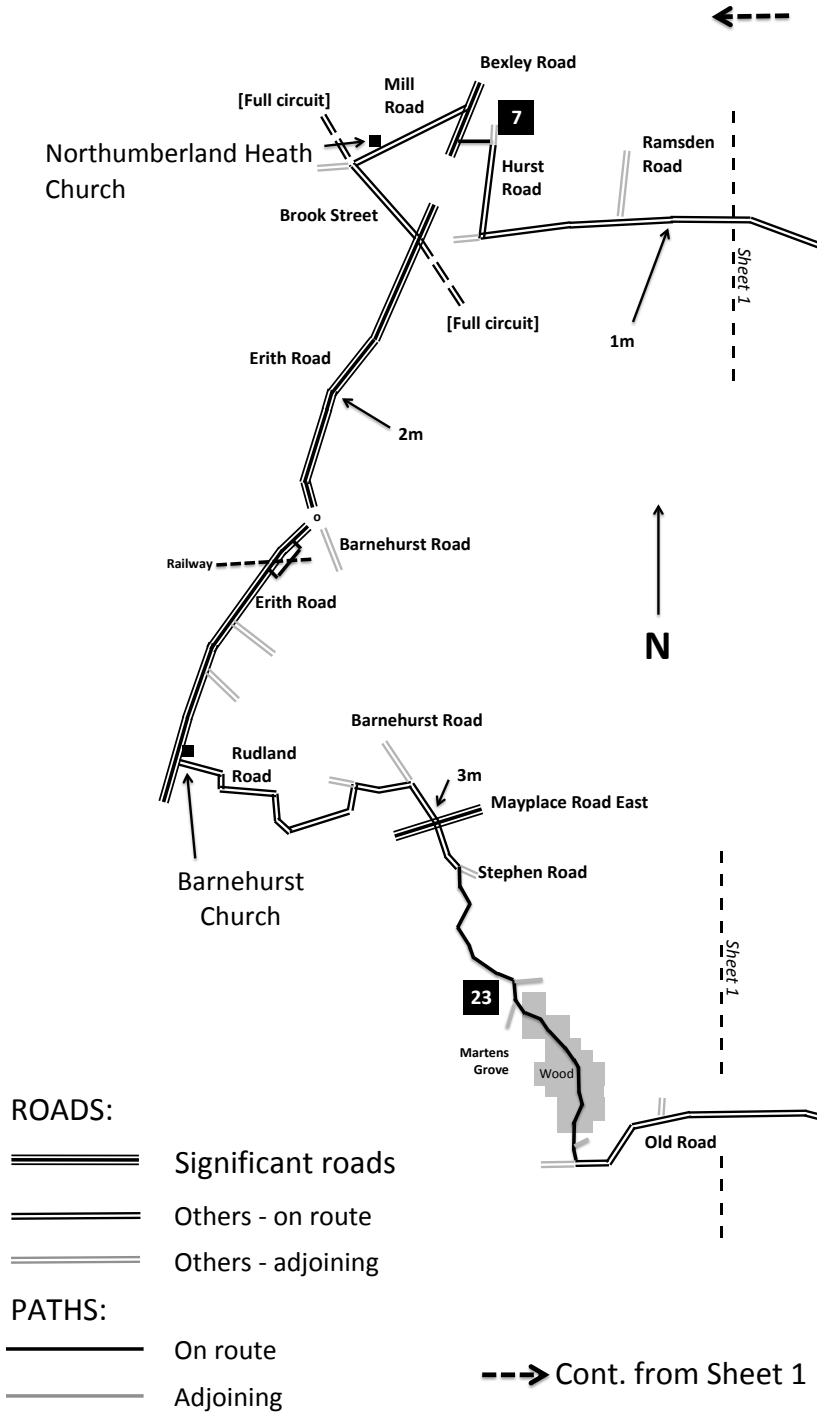 Bexley Road
Mill
Road
[Full circuit]
7
Ramsden
Road
Northumberland Heath
Church
Hurst
Road
Brook Street
Sheet 1
[Full circuit]
1m
Erith Road
2m
o
Barnehurst Road
Railway
Erith Road
N
Barnehurst Road
Rudland
Road
3m
Mayplace Road East
Stephen Road
Barnehurst
Church
Sheet 1
23
Martens
Grove
Wood
Old Road
ROADS:
Significant roads
Others - on route
Others - adjoining
PATHS:
On route
Adjoining
Cont. from Sheet 1